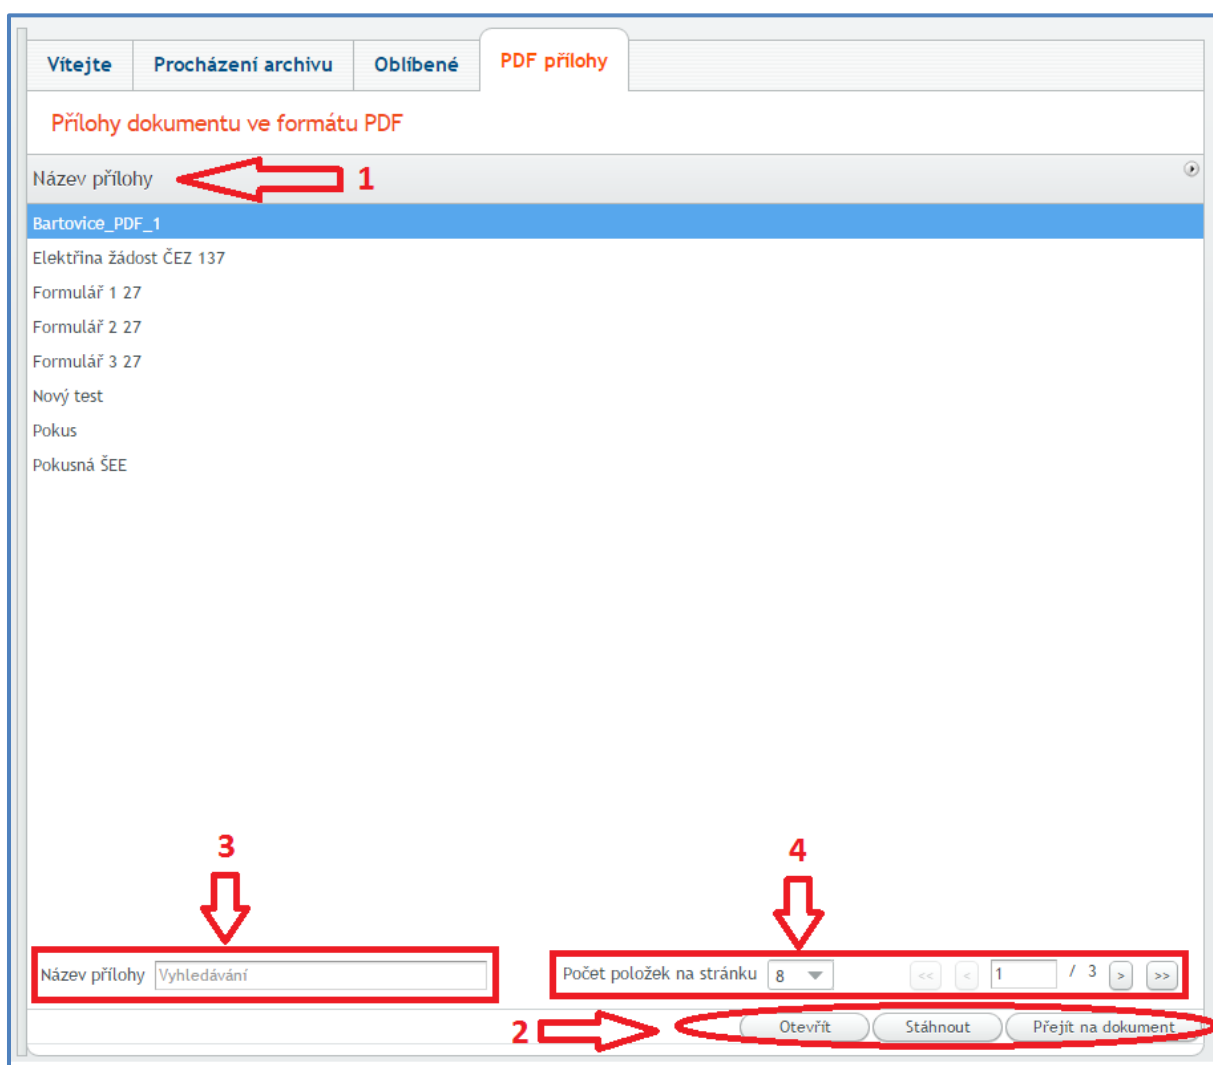 Vítejte Procházení archivu Oblíbené PDF přílohy
Přílohy dokumentu ve formátu PDF
Název přílohy 1
Bartovice_PDF_1
Elektřina žádost ČEZ 137
Formulář 1 27
Formulář 2 27
Formulář 3 27
Nový test
Pokus
Pokusná ŠEE
3 4
Název přílohy Vyhledávání Počet položek na stránku 8 << < 1 / 3 > >>
2 Otevřít Stáhnout Přejít na dokument